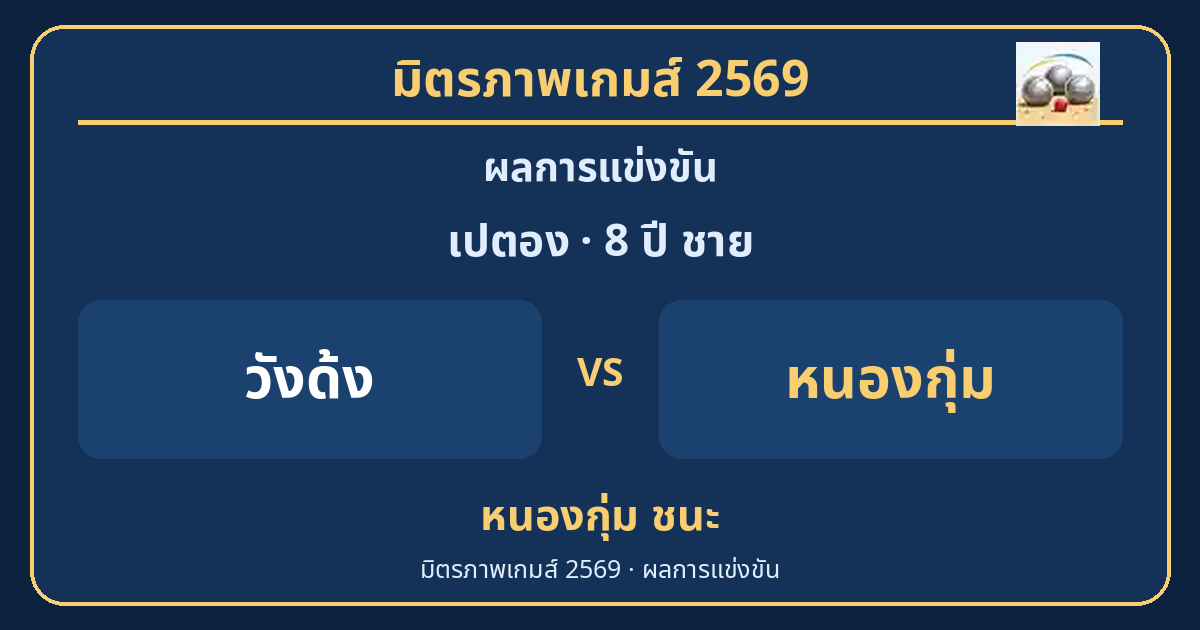 มิตรภาพเกมส์ 2569
ผลการแข่งขัน
เปตอง · 8 ปี ชาย
วังด้ง
VS
หนองกุ่ม
หนองกุ่ม ชนะ
มิตรภาพเกมส์ 2569 · ผลการแข่งขัน